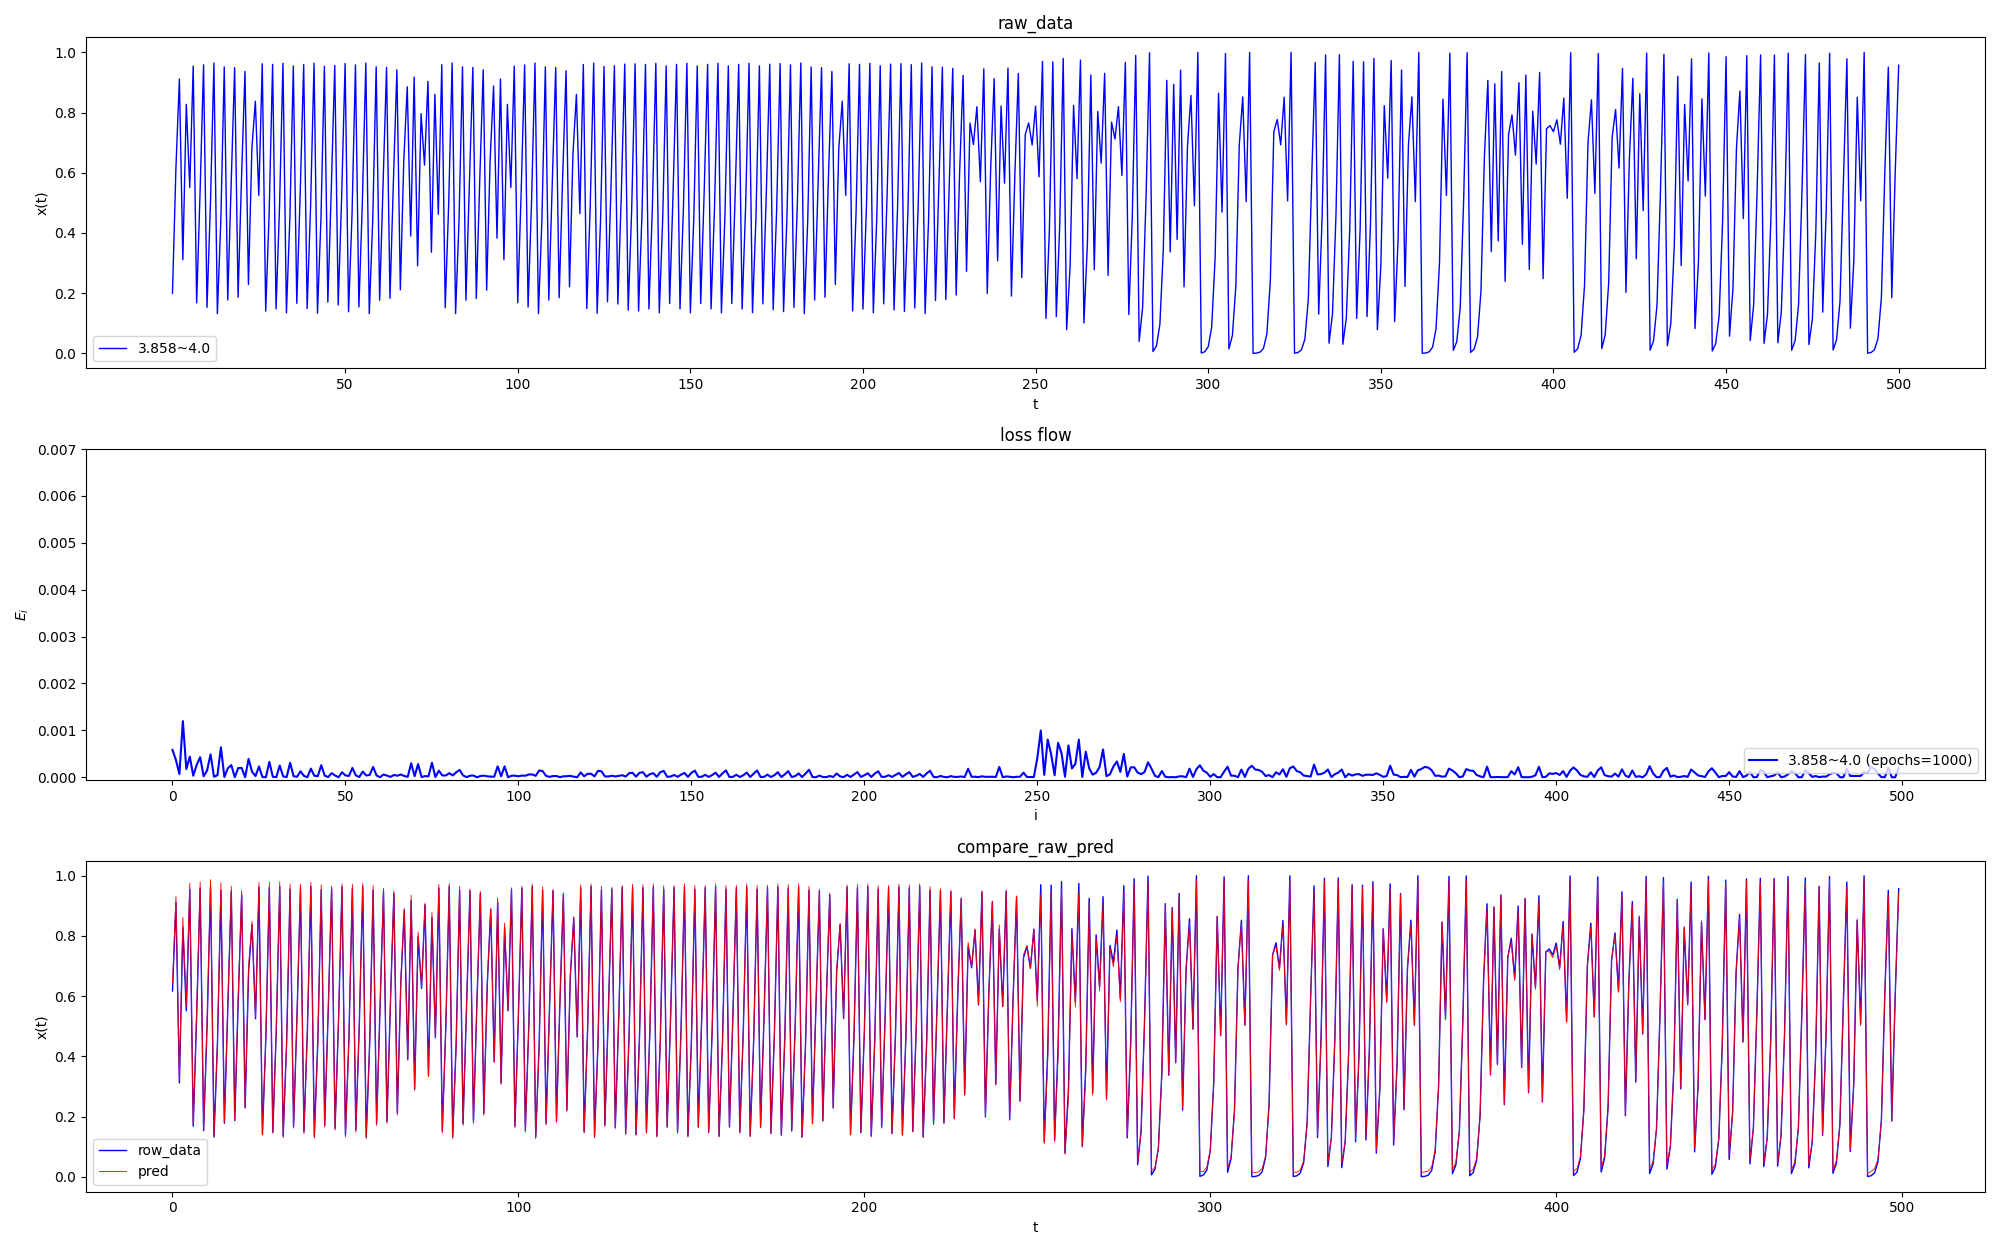 raw_data
1.0
0.8
0.6
0.4
0.2
0.0
x(t)
3.858~4.0
50 100 150 200 250 300 350 400 450 500
t
loss flow
0.007
0.006
0.005
0.004
0.003
0.002
0.001
0.000
E_i
3.858~4.0 (epochs=1000)
0 50 100 150 200 250 300 350 400 450 500
i
compare_raw_pred
1.0
0.8
0.6
0.4
0.2
0.0
x(t)
row_data
pred
0 100 200 300 400 500
t